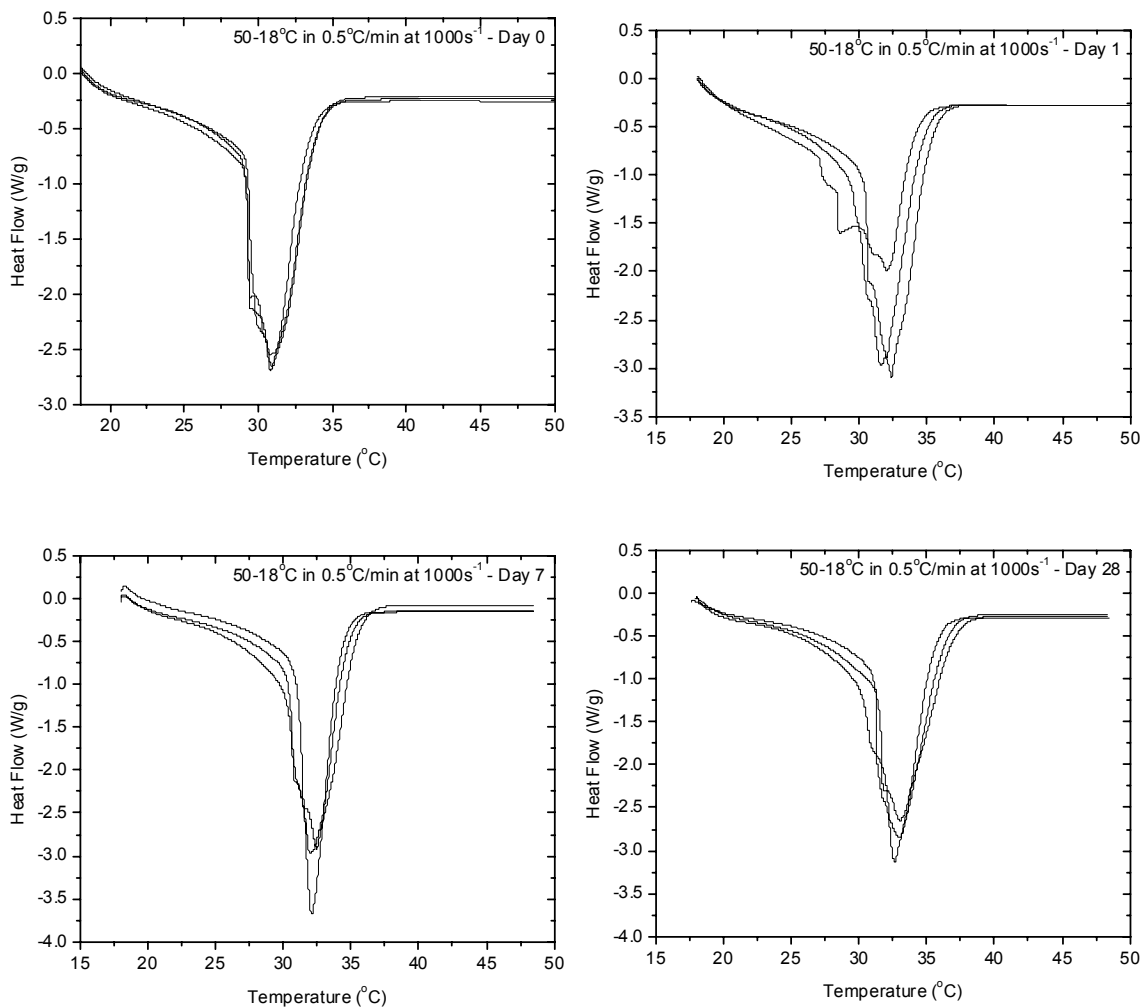 50-18°C in 0.5°C/min at 1000s⁻¹ - Day 0
0.5
0.0
-0.5
-1.0
-1.5
-2.0
-2.5
-3.0
Heat Flow (W/g)
20 25 30 35 40 45 50
Temperature (°C)
50-18°C in 0.5°C/min at 1000s⁻¹ - Day 1
0.5
0.0
-0.5
-1.0
-1.5
-2.0
-2.5
-3.0
-3.5
Heat Flow (W/g)
15 20 25 30 35 40 45 50
Temperature (°C)
50-18°C in 0.5°C/min at 1000s⁻¹ - Day 7
0.5
0.0
-0.5
-1.0
-1.5
-2.0
-2.5
-3.0
-3.5
-4.0
Heat Flow (W/g)
15 20 25 30 35 40 45 50
Temperature (°C)
50-18°C in 0.5°C/min at 1000s⁻¹ - Day 28
0.5
0.0
-0.5
-1.0
-1.5
-2.0
-2.5
-3.0
-3.5
-4.0
Heat Flow (W/g)
15 20 25 30 35 40 45 50
Temperature (°C)